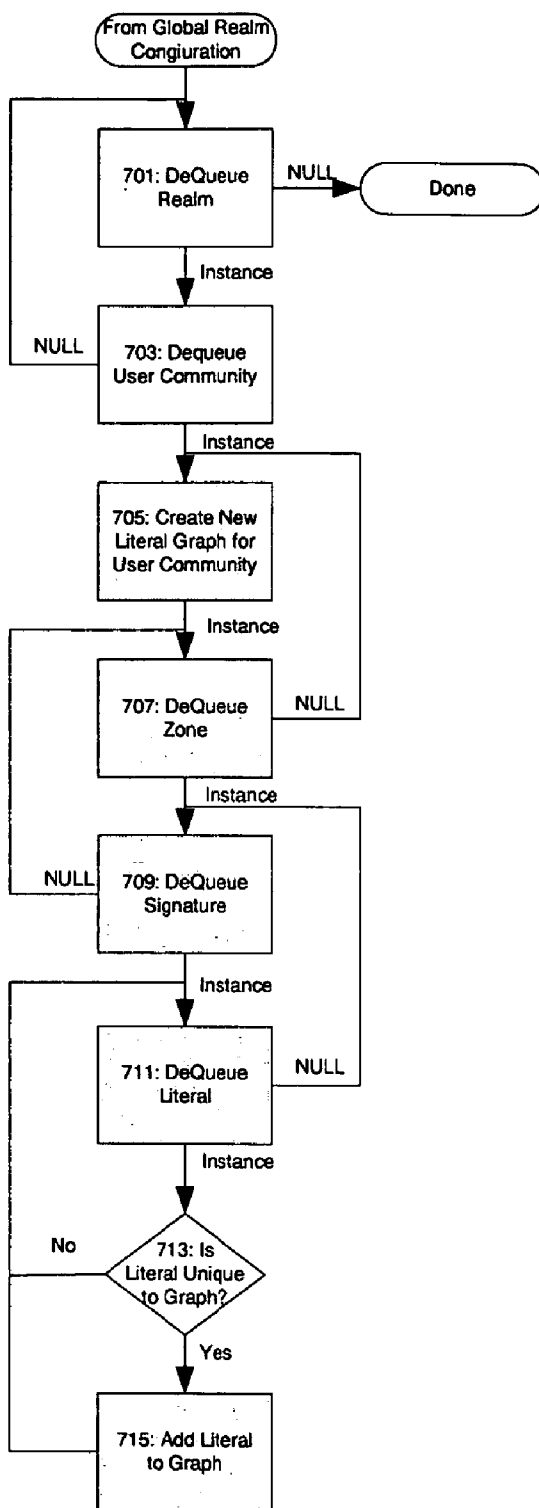 From Global Realm
Congiuration
701: DeQueue
Realm
NULL
Done
Instance
NULL
703: Dequeue
User Community
Instance
705: Create New
Literal Graph for
User Community
Instance
707: DeQueue
Zone
NULL
Instance
NULL
709: DeQueue
Signature
Instance
711: DeQueue
Literal
NULL
Instance
No
713: Is
Literal Unique
to Graph?
Yes
715: Add Literal
to Graph